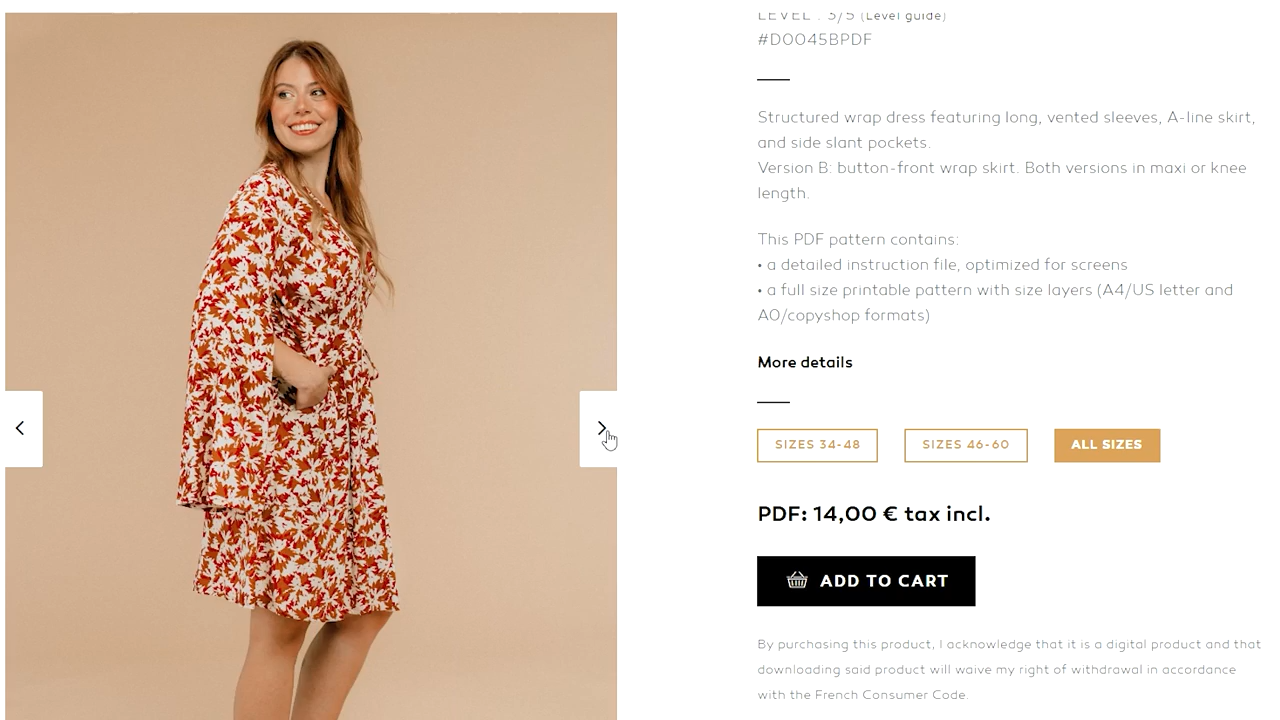 LEVEL : 3/5 (Level guide)
#D0045BPDF
Structured wrap dress featuring long, vented sleeves, A-line skirt,
and side slant pockets.
Version B: button-front wrap skirt. Both versions in maxi or knee
length.
This PDF pattern contains:
• a detailed instruction file, optimized for screens
• a full size printable pattern with size layers (A4/US letter and
A0/copyshop formats)
More details
SIZES 34-48
SIZES 46-60
ALL SIZES
PDF: 14,00 € tax incl.
ADD TO CART
By purchasing this product, I acknowledge that it is a digital product and that
downloading said product will waive my right of withdrawal in accordance
with the French Consumer Code.